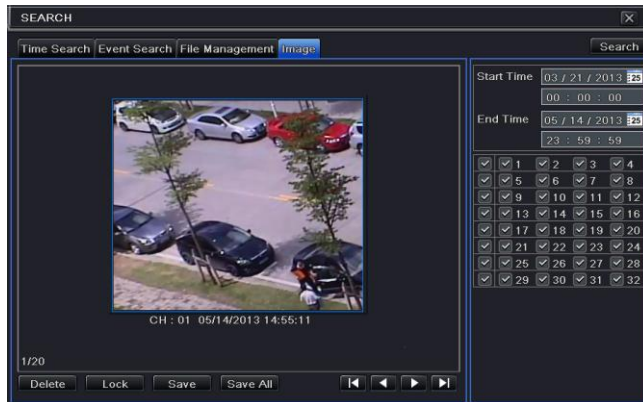 SEARCH
Time Search Event Search File Management Image
Search
CH : 01 05/14/2013 14:55:11
1/20
Delete Lock Save Save All
Start Time 03 / 21 / 2013 25
00 : 00 : 00
End Time 05 / 14 / 2013 25
23 : 59 : 59
1 2 3 4
5 6 7 8
9 10 11 12
13 14 15 16
17 18 19 20
21 22 23 24
25 26 27 28
29 30 31 32